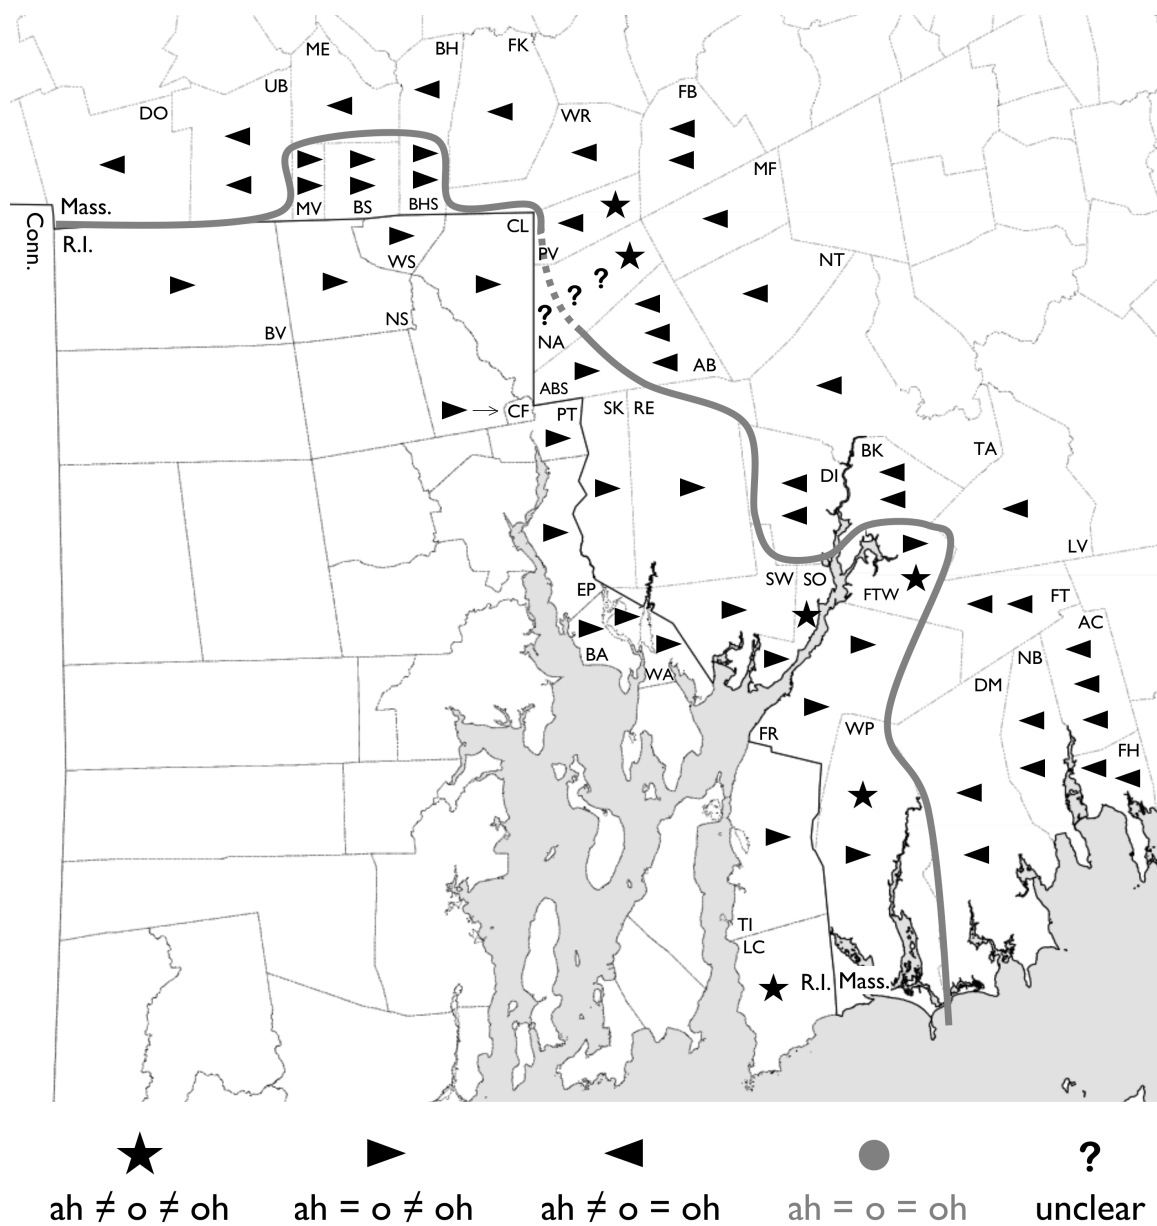 ME
BH
FK
UB
FB
DO
WR
MF
Mass.
MV
BS
BHS
CL
Conn.
R.I.
PV
WS
NT
?
?
?
BV
NS
NA
AB
ABS
CF
PT
SK
RE
BK
TA
DI
LV
SW
SO
EP
FTW
FT
AC
BA
WA
NB
DM
FR
WP
FH
TI
LC
R.I.
Mass.
?
ah ≠ o ≠ oh
ah = o ≠ oh
ah ≠ o = oh
ah = o = oh
unclear